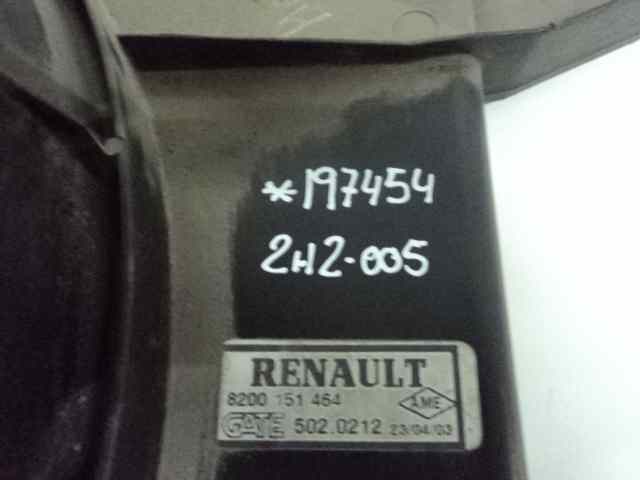 *197454
2H2-005
RENAULT
8200 151 464
AME
GATE 502.0212 23/04/03